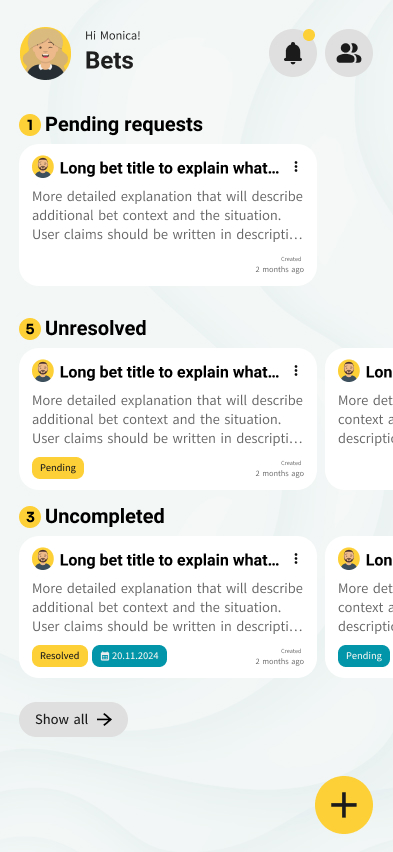 Hi Monica!
Bets
1 Pending requests
Long bet title to explain what...
More detailed explanation that will describe
additional bet context and the situation.
User claims should be written in descripti...
Created
2 months ago
5 Unresolved
Long bet title to explain what...
More detailed explanation that will describe
additional bet context and the situation.
User claims should be written in descripti...
Pending
Created
2 months ago
Lon
More det
context a
descriptic
3 Uncompleted
Long bet title to explain what...
More detailed explanation that will describe
additional bet context and the situation.
User claims should be written in descripti...
Resolved
20.11.2024
Created
2 months ago
Lon
More det
context a
descriptic
Pending
Show all